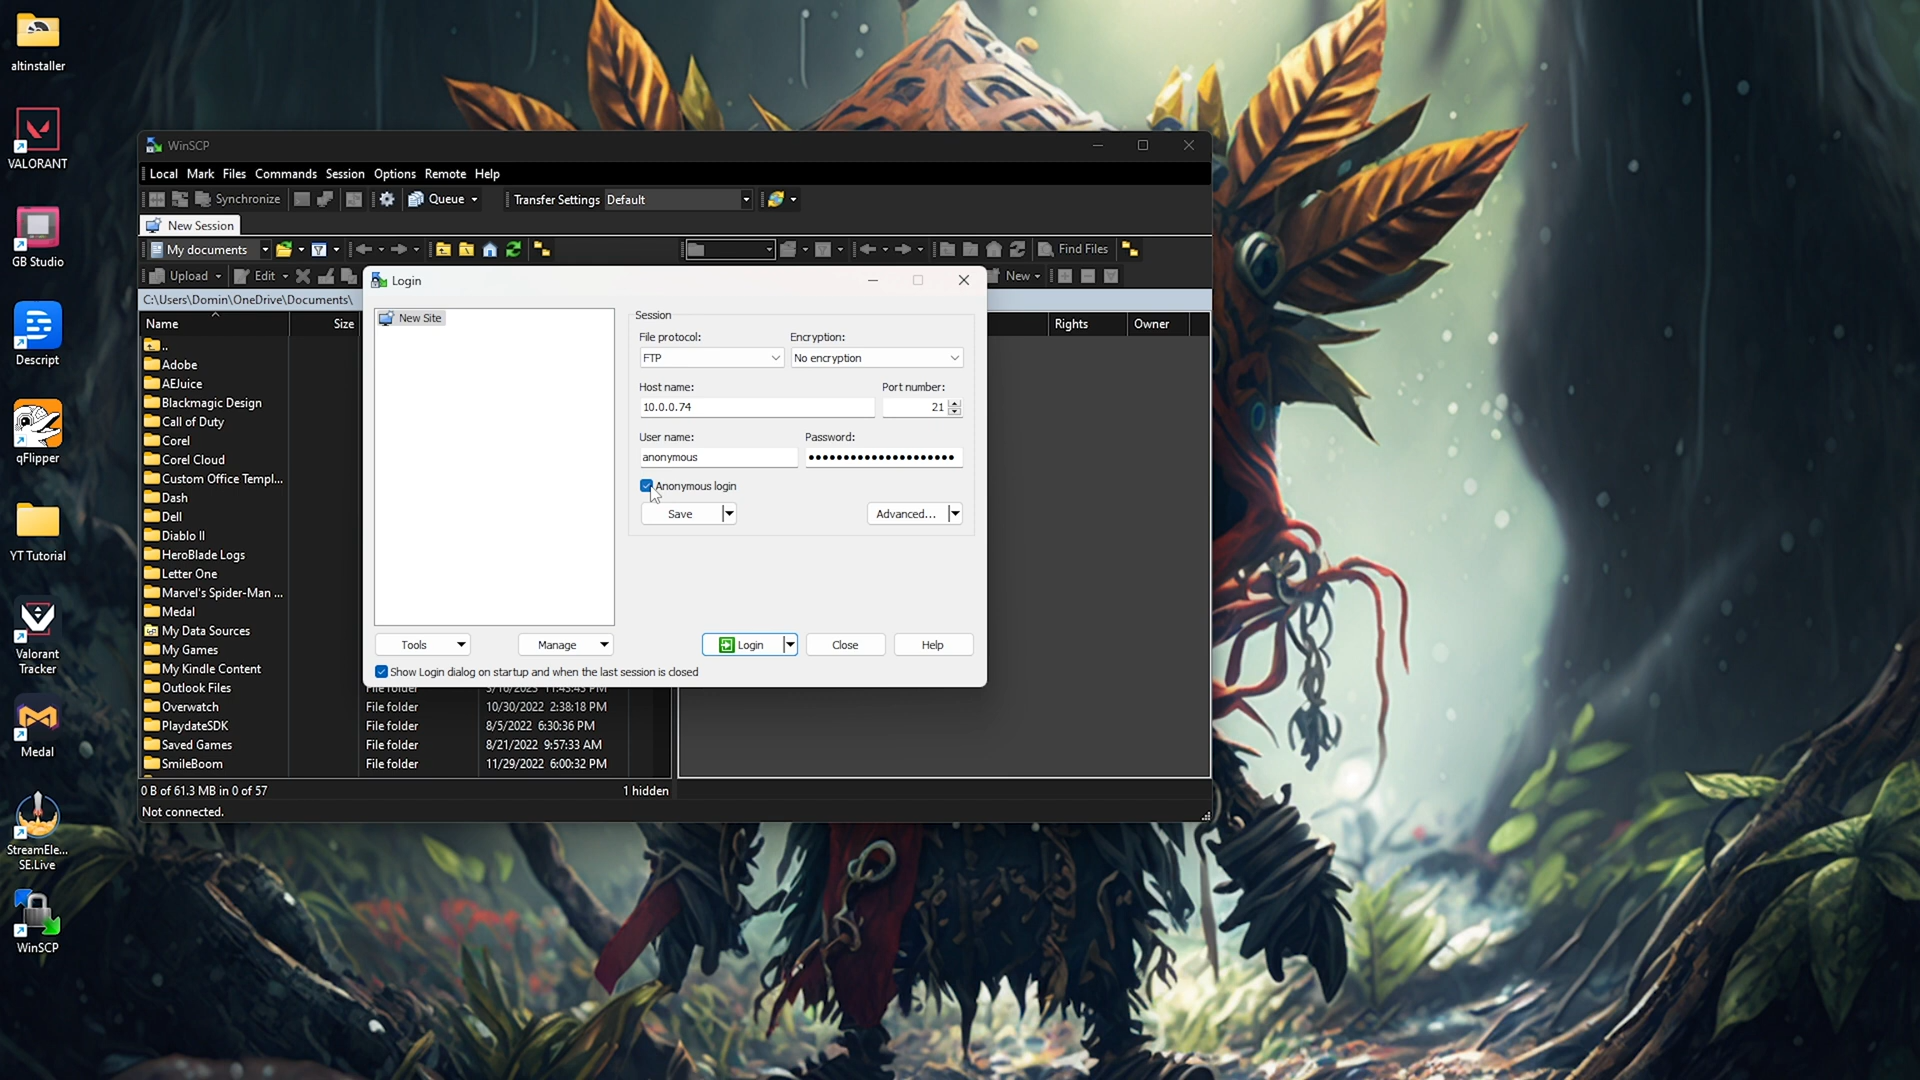 altinstaller
VALORANT
GB Studio
Descript
qFlipper
YT Tutorial
Valorant
Tracker
Medal
StreamEle...
SE.Live
WinSCP
WinSCP
Local Mark Files Commands Session Options Remote Help
Synchronize Queue Transfer Settings Default
New Session
My documents Find Files
Upload Edit New
C:\Users\Domin\OneDrive\Documents\
Name Size Rights Owner
..
Adobe
AEJuice
Blackmagic Design
Call of Duty
Corel
Corel Cloud
Custom Office Templ...
Dash
Dell
Diablo II
HeroBlade Logs
Letter One
Marvel's Spider-Man ...
Medal
My Data Sources
My Games
My Kindle Content
Outlook Files
Overwatch File folder 10/30/2022 2:38:18 PM
PlaydateSDK File folder 8/5/2022 6:30:36 PM
Saved Games File folder 8/21/2022 9:57:33 AM
SmileBoom File folder 11/29/2022 6:00:32 PM
0 B of 61.3 MB in 0 of 57 1 hidden
Not connected.
Login
New Site
Session
File protocol: Encryption:
FTP No encryption
Host name: Port number:
10.0.0.74 21
User name: Password:
anonymous •••••••••••••••••••••
Anonymous login
Save Advanced...
Tools Manage Login Close Help
Show Login dialog on startup and when the last session is closed